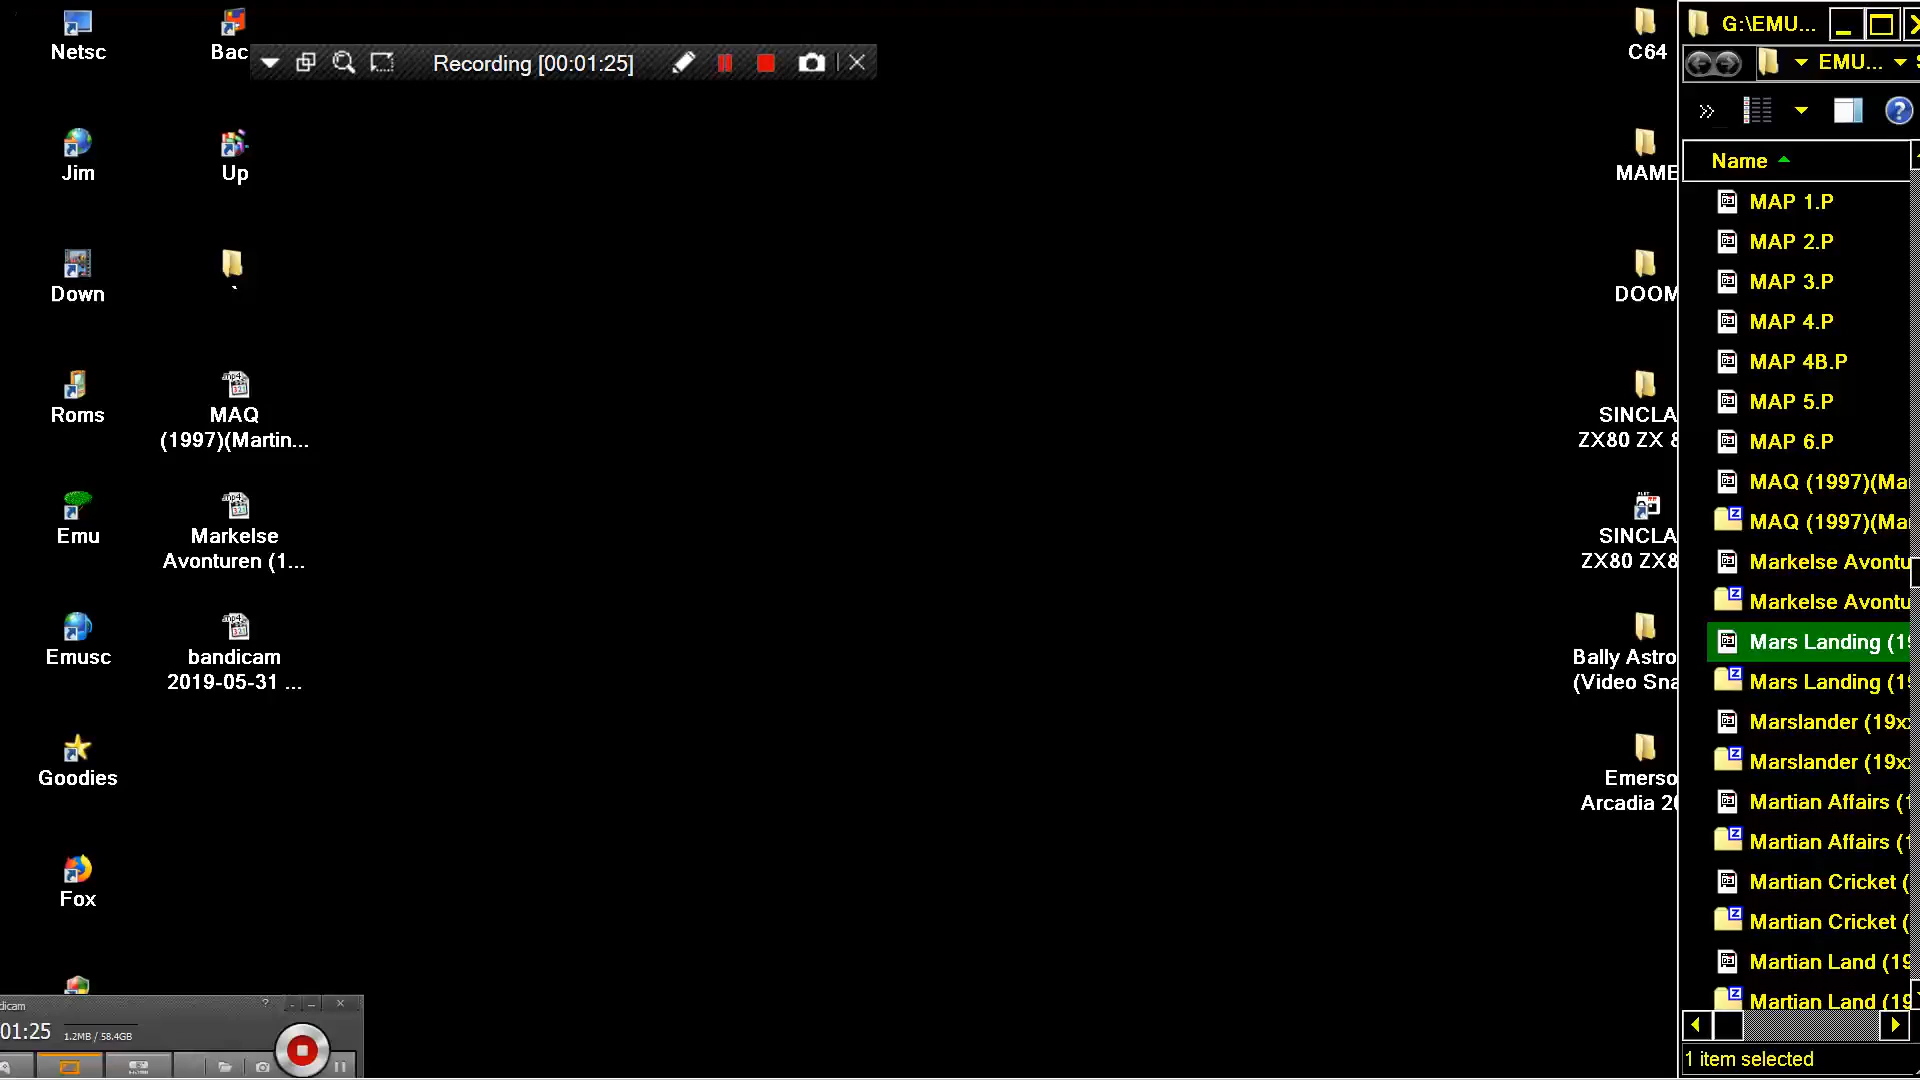 Netsc
Bac
Recording [00:01:25]
C64
G:\EMU...
EMU...
Jim
Up
MAME
Name
MAP 1.P
MAP 2.P
MAP 3.P
MAP 4.P
MAP 4B.P
MAP 5.P
MAP 6.P
MAQ (1997)(Ma
MAQ (1997)(Ma
Markelse Avontu
Markelse Avontu
Mars Landing (19
Mars Landing (19
Marslander (19x
Marslander (19x
Martian Affairs (1
Martian Affairs (1
Martian Cricket (
Martian Cricket (
Martian Land (19
Martian Land (19
1 item selected
Down
`
DOOM
Roms
MAQ
(1997)(Martin...
SINCLA
ZX80 ZX 8
Emu
Markelse
Avonturen (1...
SINCLA
ZX80 ZX8
Emusc
bandicam
2019-05-31 ...
Bally Astro
(Video Sna
Goodies
Emerso
Arcadia 20
Fox
dicam
01:25
1.2MB / 58.4GB